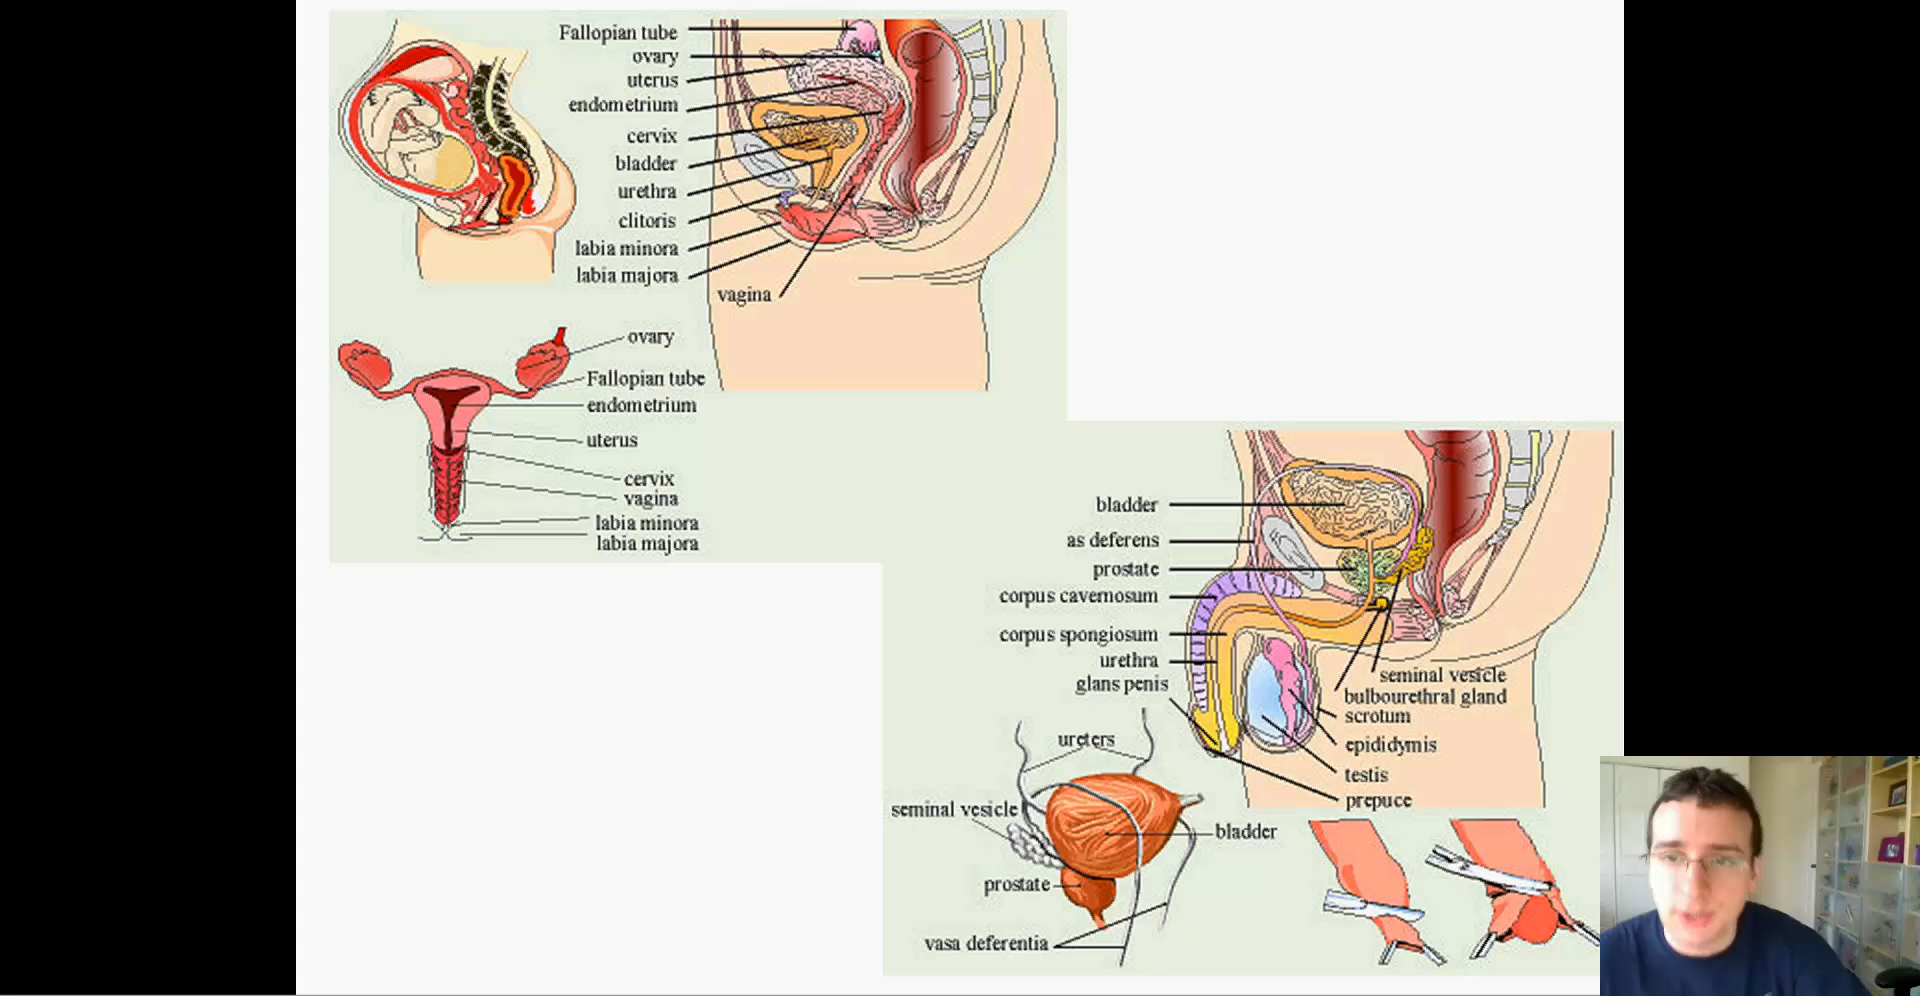 Fallopian tube
ovary
uterus
endometrium
cervix
bladder
urethra
clitoris
labia minora
labia majora
vagina
ovary
Fallopian tube
endometrium
uterus
cervix
vagina
labia minora
labia majora
bladder
as deferens
prostate
corpus cavernosum
corpus spongiosum
urethra
glans penis
seminal vesicle
bulbourethral gland
scrotum
epididymis
testis
prepuce
ureters
seminal vesicle
bladder
prostate
vasa deferentia